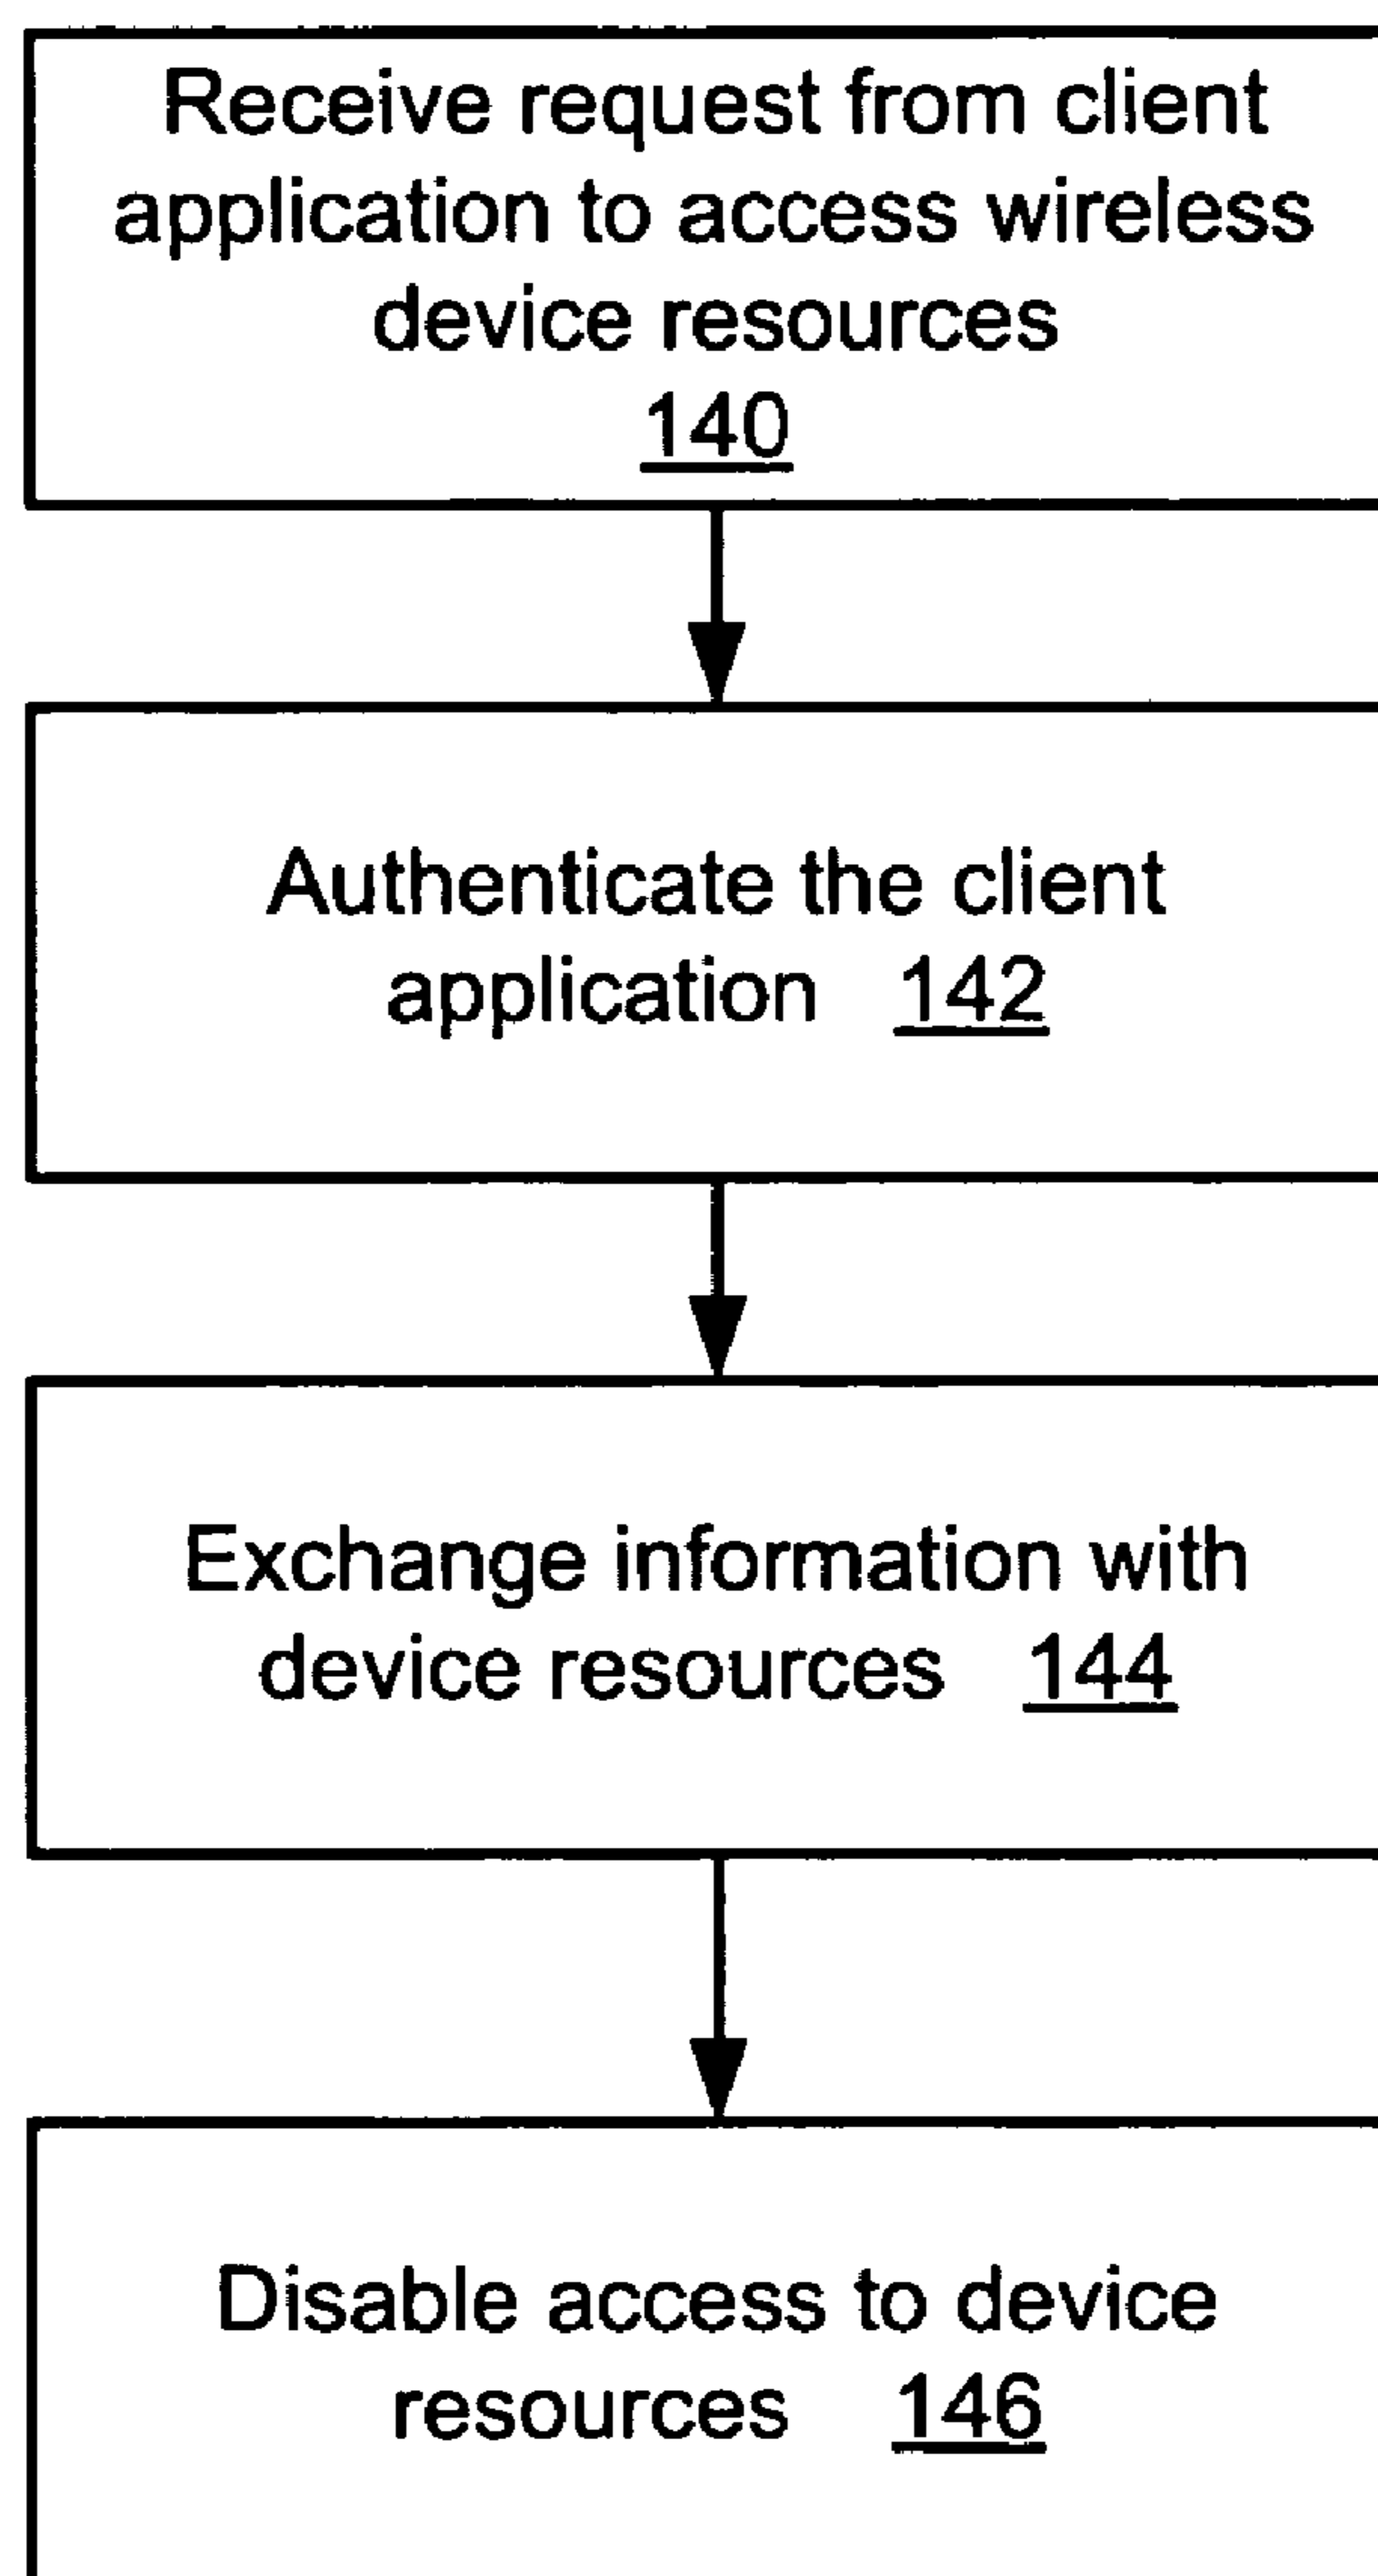 Receive request from client
application to access wireless
device resources
140
Authenticate the client
application 142
Exchange information with
device resources 144
Disable access to device
resources 146